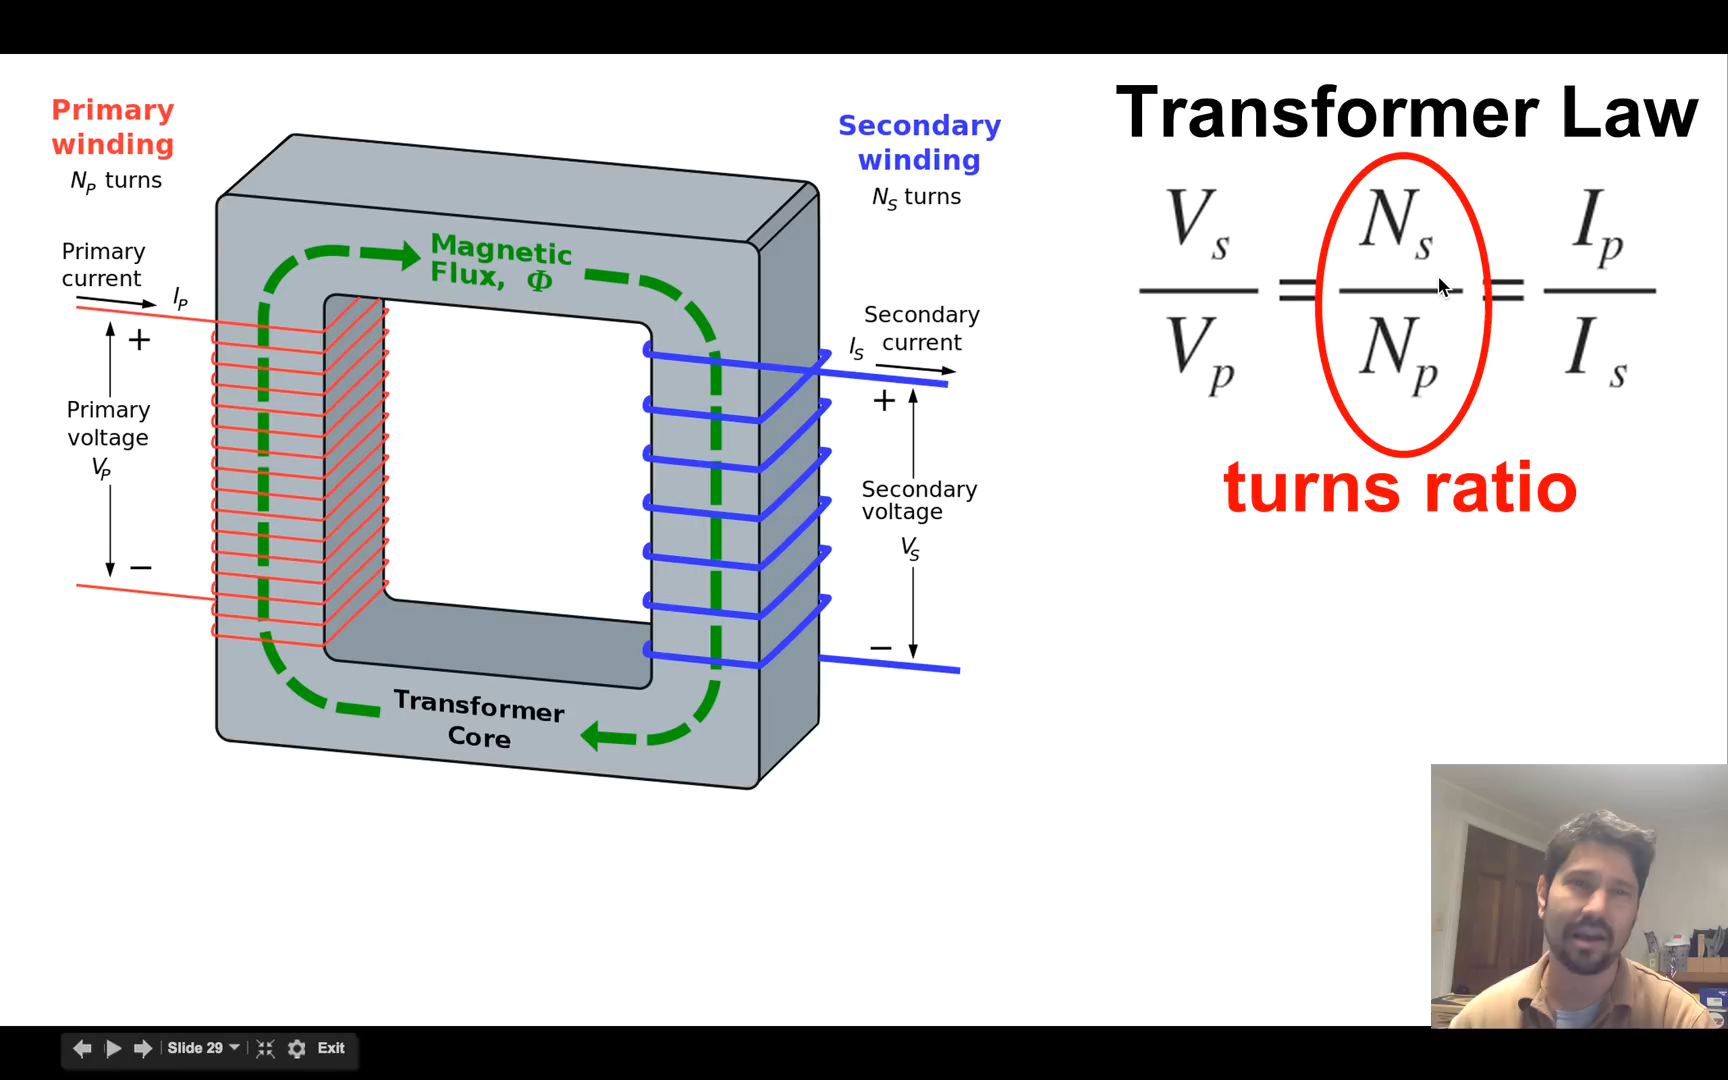 Transformer Law
Primary
winding
N_P turns
Secondary
winding
N_S turns
V_s / V_p = N_s / N_p = I_p / I_s
turns ratio
Primary
current
I_P
+
Primary
voltage
V_P
−
Magnetic
Flux, Φ
Secondary
I_S current
+
Secondary
voltage
V_S
−
Transformer
Core
Slide 29
Exit